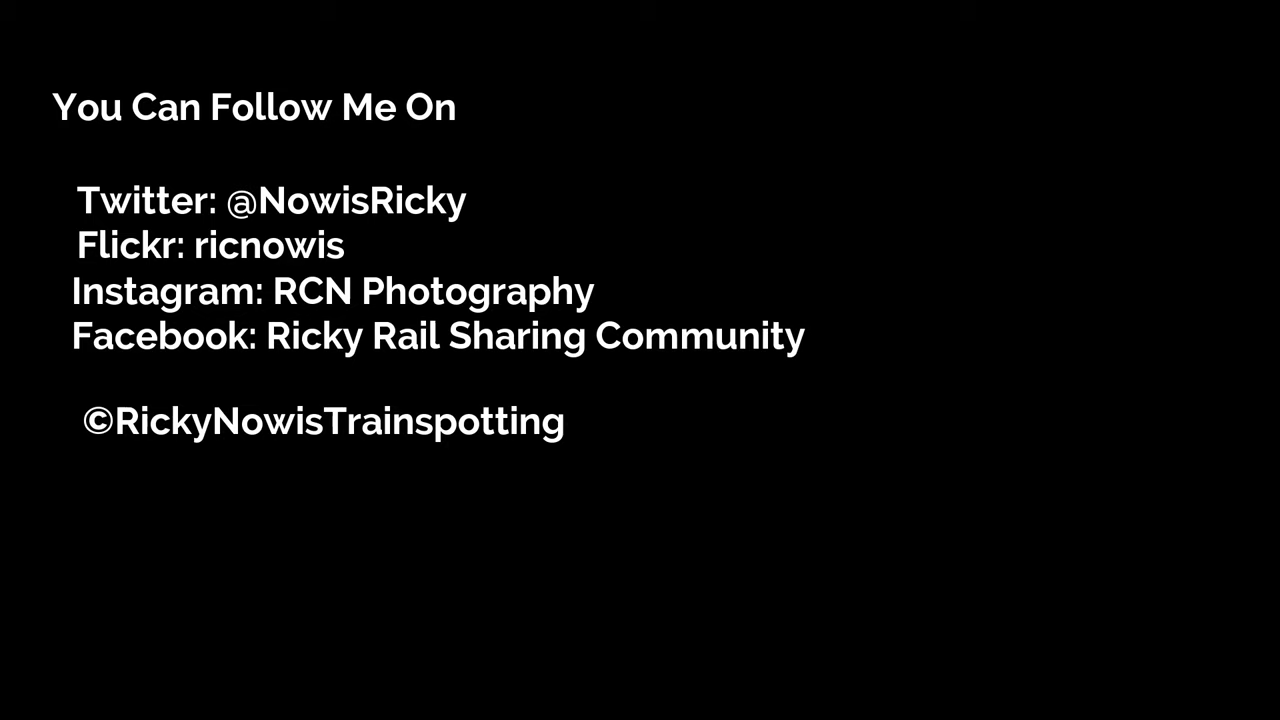 You Can Follow Me On
Twitter: @NowisRicky
Flickr: ricnowis
Instagram: RCN Photography
Facebook: Ricky Rail Sharing Community
©RickyNowisTrainspotting